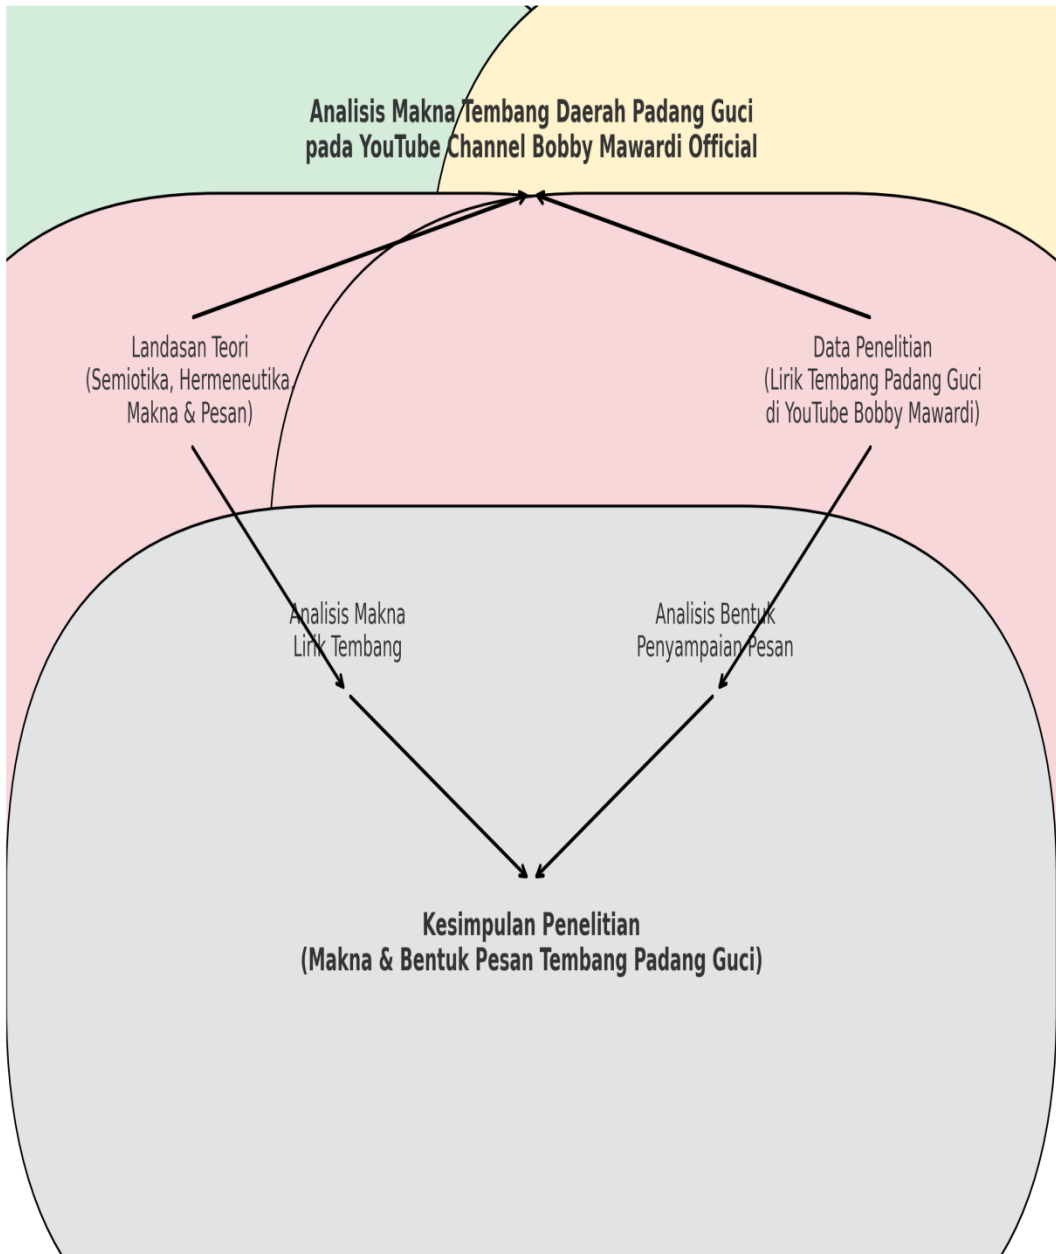 Analisis Makna Tembang Daerah Padang Guci
pada YouTube Channel Bobby Mawardi Official
Landasan Teori
(Semiotika, Hermeneutika,
Makna & Pesan)
Data Penelitian
(Lirik Tembang Padang Guci
di YouTube Bobby Mawardi)
Analisis Makna
Lirik Tembang
Analisis Bentuk
Penyampaian Pesan
Kesimpulan Penelitian
(Makna & Bentuk Pesan Tembang Padang Guci)